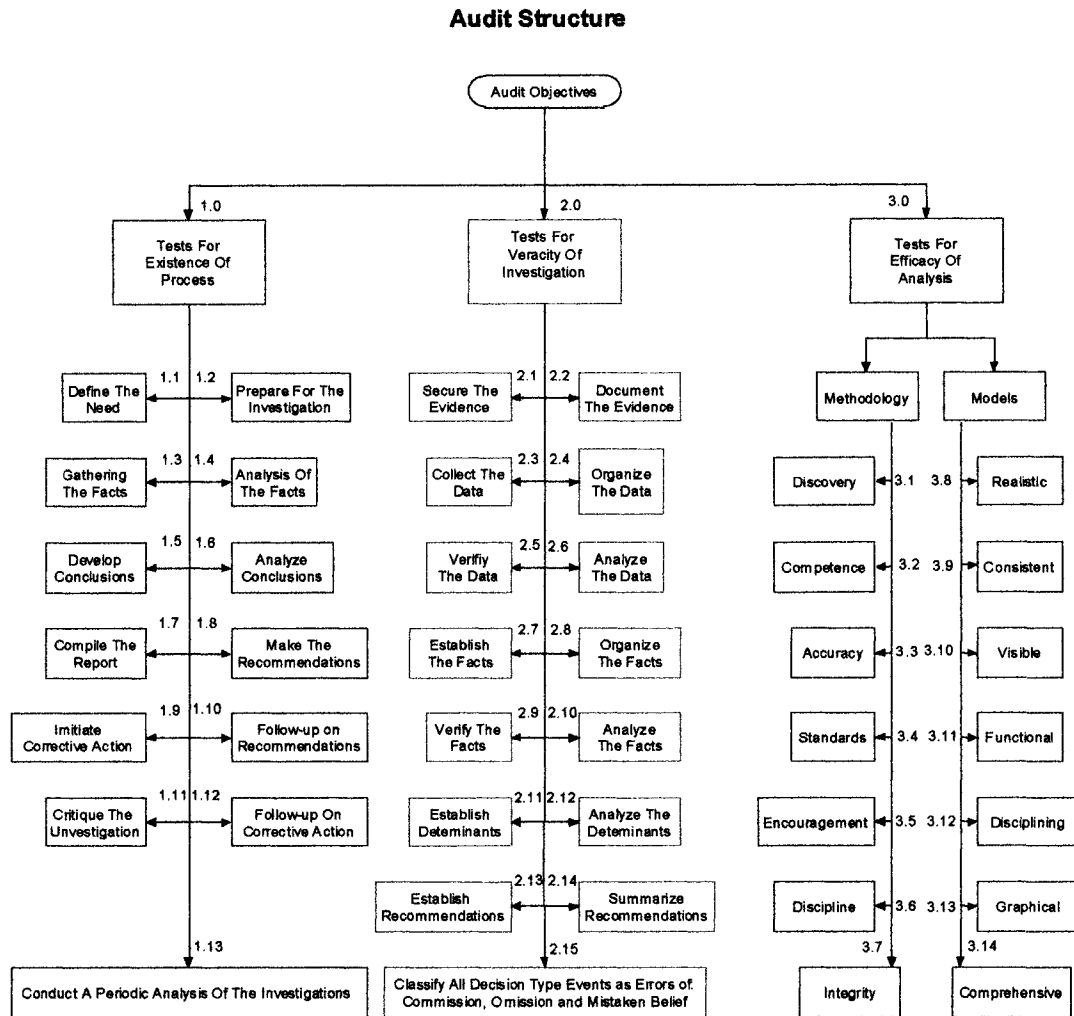 Audit Structure
Audit Objectives
1.0
2.0
3.0
Tests For
Existence Of
Process
Tests For
Veracity Of
Investigation
Tests For
Efficacy Of
Analysis
Methodology
Models
1.1
1.2
Define The
Need
Prepare For The
Investigation
1.3
1.4
Gathering
The Facts
Analysis Of
The Facts
1.5
1.6
Develop
Conclusions
Analyze
Conclusions
1.7
1.8
Compile The
Report
Make The
Recommendations
1.9
1.10
Imitiate
Corrective Action
Follow-up on
Recommendations
1.11
1.12
Critique The
Unvestigation
Follow-up On
Corrective Action
1.13
Conduct A Periodic Analysis Of The Investigations
2.1
2.2
Secure The
Evidence
Document
The Evidence
2.3
2.4
Collect The
Data
Organize
The Data
2.5
2.6
Verifiy
The Data
Analyze
The Data
2.7
2.8
Establish
The Facts
Organize
The Facts
2.9
2.10
Verify The
Facts
Analyze
The Facts
2.11
2.12
Establish
Deteminants
Analyze The
Deteminants
2.13
2.14
Establish
Recommendations
Summarize
Recommendations
2.15
Classify All Decision Type Events as Errors of
Commission, Omission and Mistaken Belief
Discovery
3.1
3.8
Realistic
Competence
3.2
3.9
Consistent
Accuracy
3.3
3.10
Visible
Standards
3.4
3.11
Functional
Encouragement
3.5
3.12
Disciplining
Discipline
3.6
3.13
Graphical
3.7
3.14
Integrity
Comprehensive